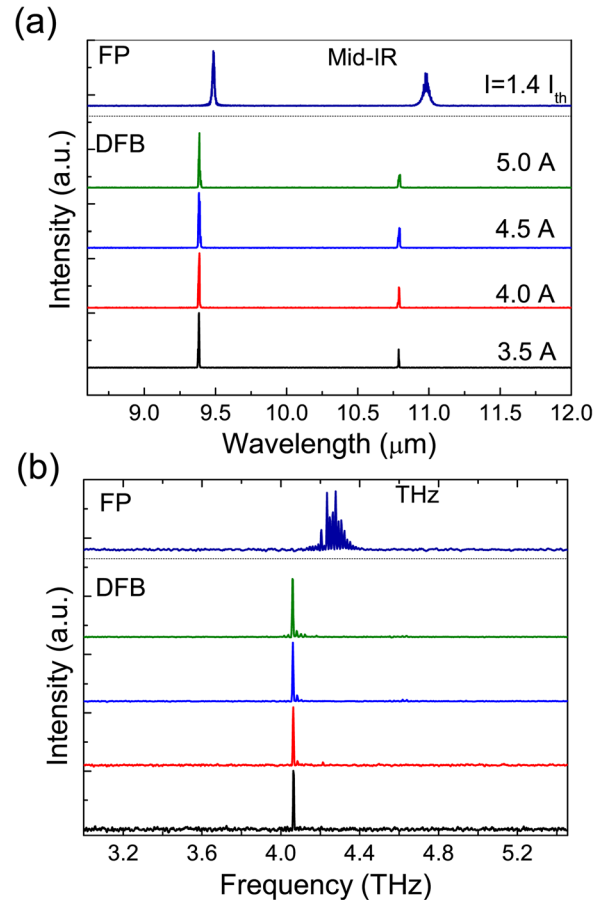 (a)
FP
Mid-IR
I=1.4 Ith
DFB
5.0 A
4.5 A
4.0 A
3.5 A
Intensity (a.u.)
9.0 9.5 10.0 10.5 11.0 11.5 12.0
Wavelength (μm)
(b)
FP
THz
DFB
Intensity (a.u.)
3.2 3.6 4.0 4.4 4.8 5.2
Frequency (THz)